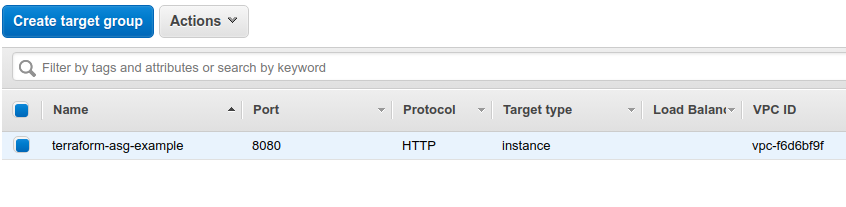 Create target group Actions
Filter by tags and attributes or search by keyword
Name Port Protocol Target type Load Balanc VPC ID
terraform-asg-example 8080 HTTP instance vpc-f6d6bf9f